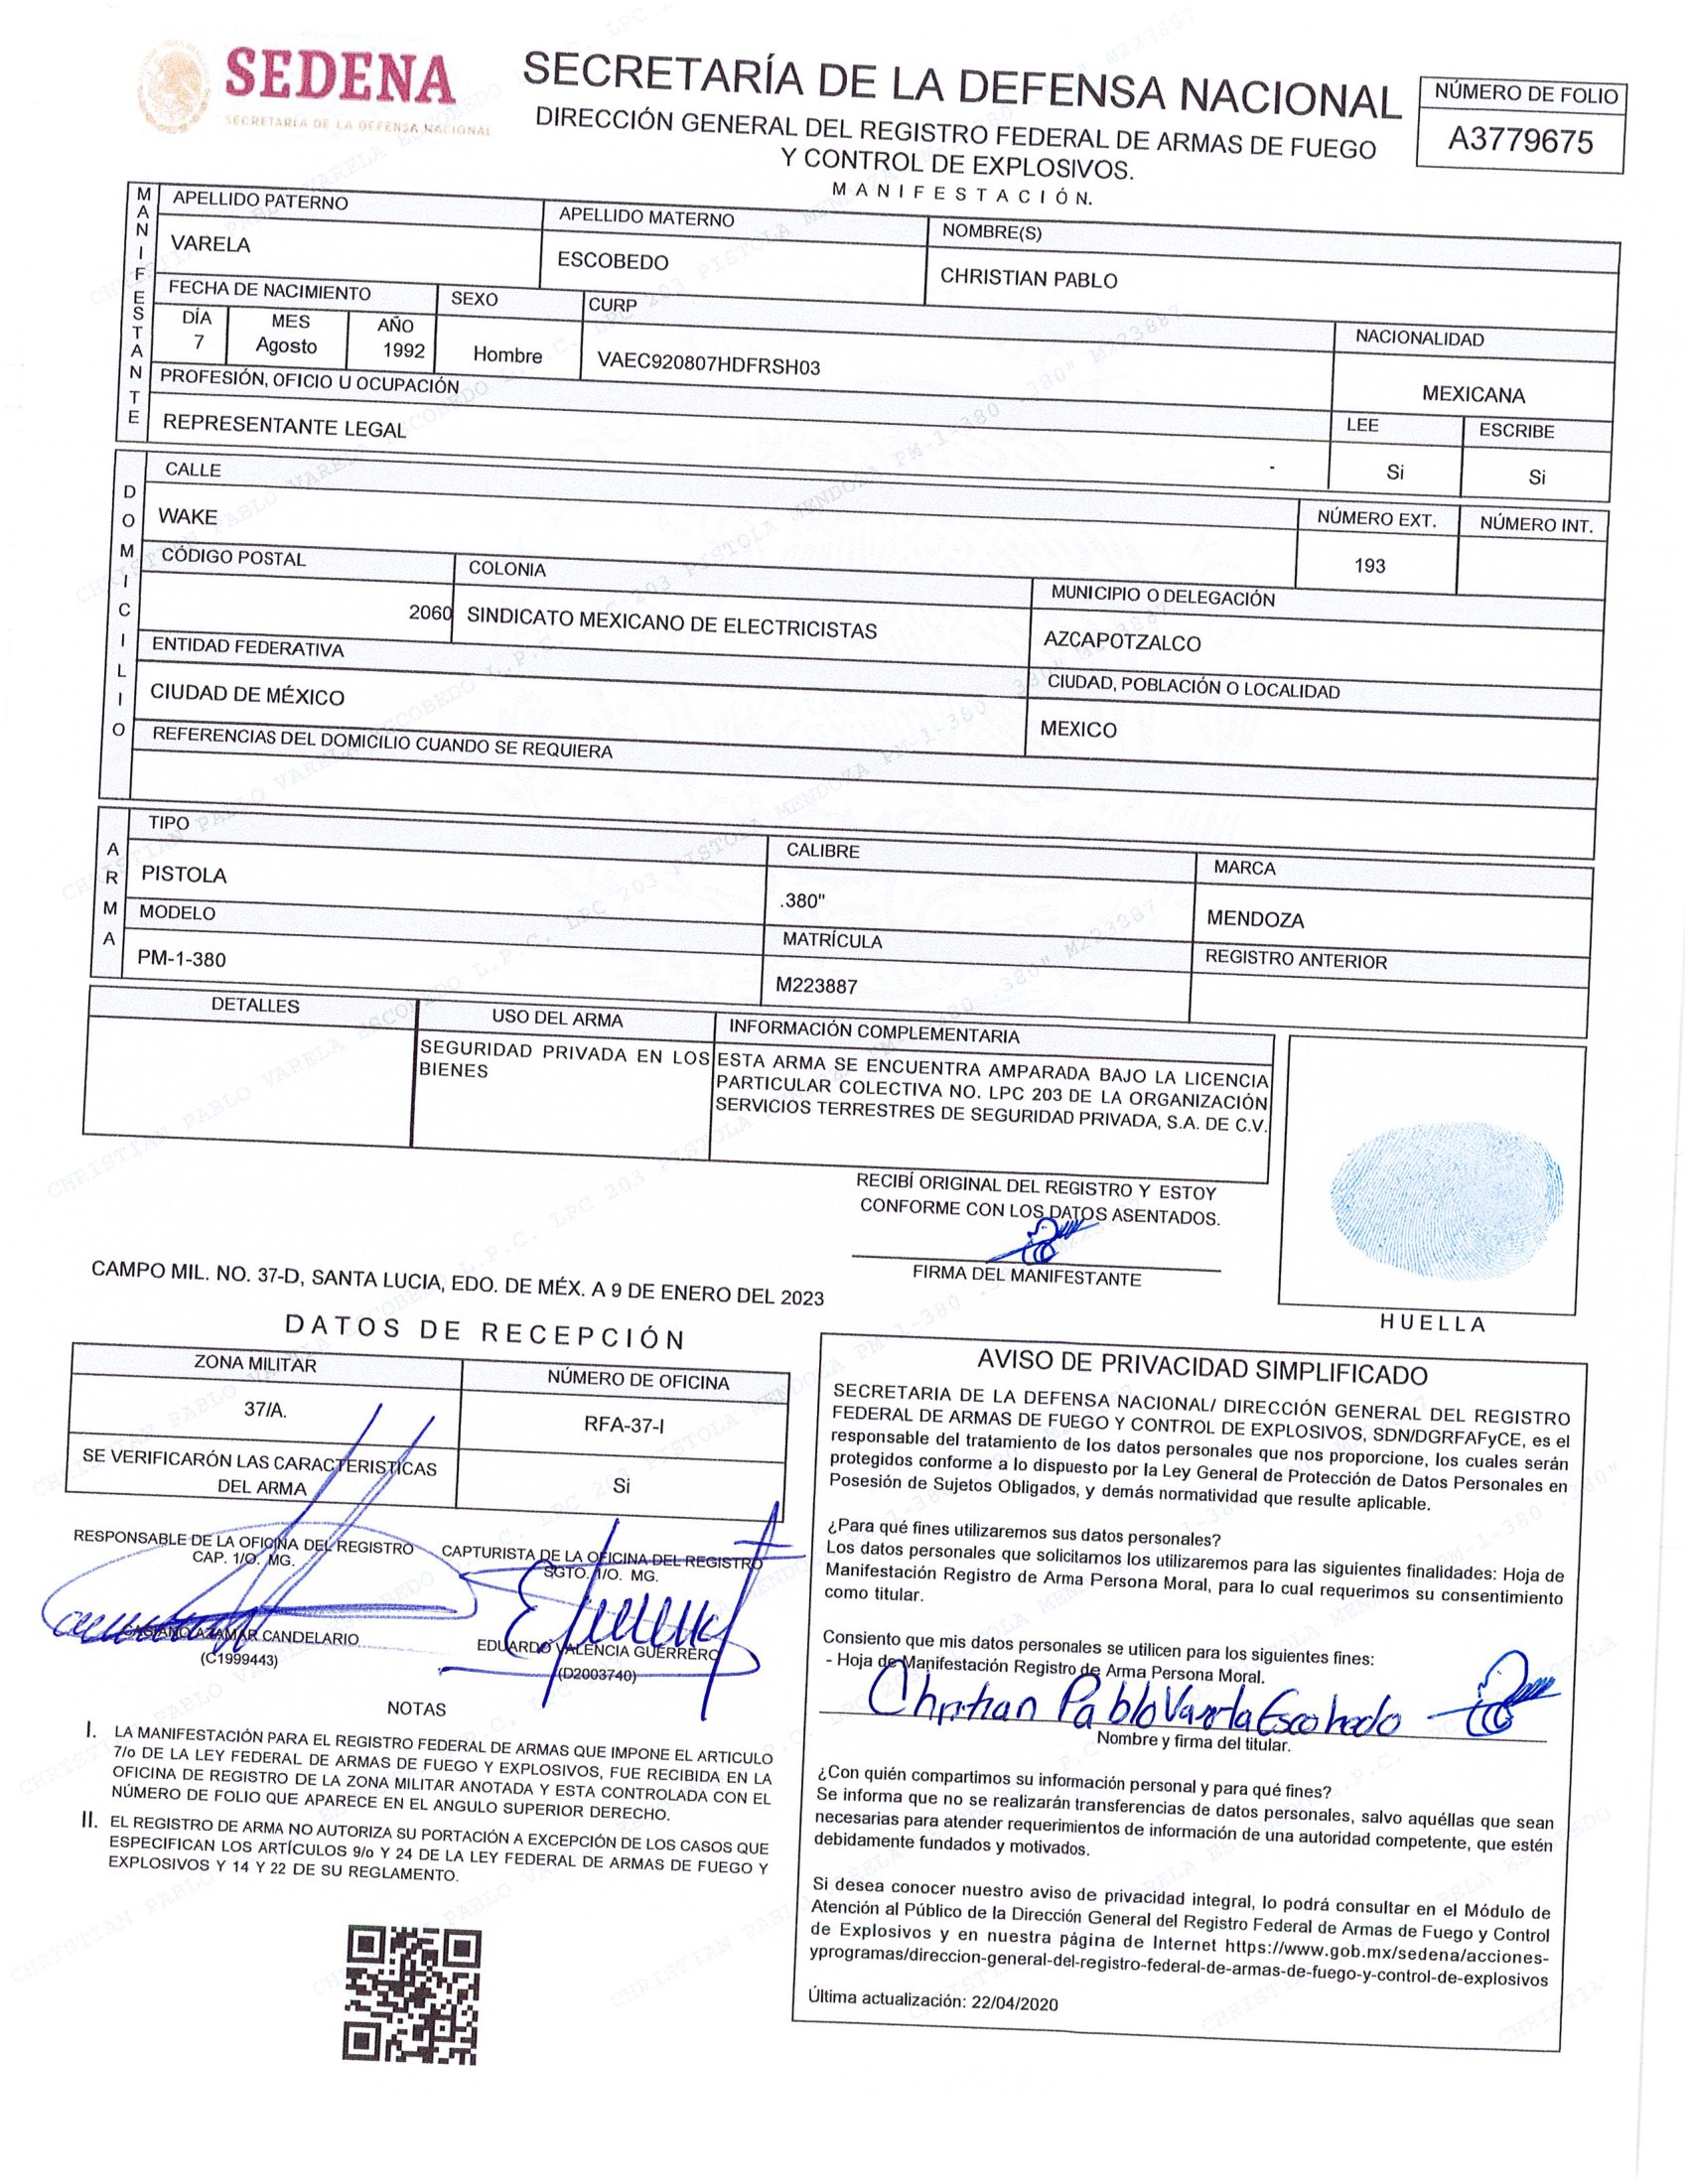 SEDENA
SECRETARÍA DE LA DEFENSA NACIONAL
SECRETARÍA DE LA DEFENSA NACIONAL
DIRECCIÓN GENERAL DEL REGISTRO FEDERAL DE ARMAS DE FUEGO
Y CONTROL DE EXPLOSIVOS.
MANIFESTACIÓN.
NÚMERO DE FOLIO
A3779675
MANIFESTANTE
APELLIDO PATERNO
APELLIDO MATERNO
NOMBRE(S)
VARELA
ESCOBEDO
CHRISTIAN PABLO
FECHA DE NACIMIENTO
SEXO
CURP
NACIONALIDAD
DÍA
MES
AÑO
7
Agosto
1992
Hombre
VAEC920807HDFRSH03
MEXICANA
PROFESIÓN, OFICIO U OCUPACIÓN
LEE
ESCRIBE
REPRESENTANTE LEGAL
-
Si
Si
DOMICILIO
CALLE
NÚMERO EXT.
NÚMERO INT.
WAKE
193
CÓDIGO POSTAL
COLONIA
MUNICIPIO O DELEGACIÓN
2060
SINDICATO MEXICANO DE ELECTRICISTAS
AZCAPOTZALCO
ENTIDAD FEDERATIVA
CIUDAD, POBLACIÓN O LOCALIDAD
CIUDAD DE MÉXICO
MEXICO
REFERENCIAS DEL DOMICILIO CUANDO SE REQUIERA
ARMA
TIPO
CALIBRE
MARCA
PISTOLA
.380"
MENDOZA
MODELO
MATRÍCULA
REGISTRO ANTERIOR
PM-1-380
M223887
DETALLES
USO DEL ARMA
INFORMACIÓN COMPLEMENTARIA
SEGURIDAD PRIVADA EN LOS
BIENES
ESTA ARMA SE ENCUENTRA AMPARADA BAJO LA LICENCIA
PARTICULAR COLECTIVA NO. LPC 203 DE LA ORGANIZACIÓN
SERVICIOS TERRESTRES DE SEGURIDAD PRIVADA, S.A. DE C.V.
RECIBÍ ORIGINAL DEL REGISTRO Y ESTOY
CONFORME CON LOS DATOS ASENTADOS.
FIRMA DEL MANIFESTANTE
HUELLA
CAMPO MIL. NO. 37-D, SANTA LUCIA, EDO. DE MÉX. A 9 DE ENERO DEL 2023
DATOS DE RECEPCIÓN
ZONA MILITAR
NÚMERO DE OFICINA
37/A.
RFA-37-I
SE VERIFICARÓN LAS CARACTERISTICAS
DEL ARMA
Si
RESPONSABLE DE LA OFICINA DEL REGISTRO
CAP. 1/O. MG.
CASIANO AZAMAR CANDELARIO
(C1999443)
CAPTURISTA DE LA OFICINA DEL REGISTRO
SGTO. 1/O. MG.
EDUARDO VALENCIA GUERRERO
(D2003740)
NOTAS
I. LA MANIFESTACIÓN PARA EL REGISTRO FEDERAL DE ARMAS QUE IMPONE EL ARTICULO
7/o DE LA LEY FEDERAL DE ARMAS DE FUEGO Y EXPLOSIVOS, FUE RECIBIDA EN LA
OFICINA DE REGISTRO DE LA ZONA MILITAR ANOTADA Y ESTA CONTROLADA CON EL
NÚMERO DE FOLIO QUE APARECE EN EL ANGULO SUPERIOR DERECHO.
II. EL REGISTRO DE ARMA NO AUTORIZA SU PORTACIÓN A EXCEPCIÓN DE LOS CASOS QUE
ESPECIFICAN LOS ARTÍCULOS 9/o Y 24 DE LA LEY FEDERAL DE ARMAS DE FUEGO Y
EXPLOSIVOS Y 14 Y 22 DE SU REGLAMENTO.
AVISO DE PRIVACIDAD SIMPLIFICADO
SECRETARIA DE LA DEFENSA NACIONAL/ DIRECCIÓN GENERAL DEL REGISTRO
FEDERAL DE ARMAS DE FUEGO Y CONTROL DE EXPLOSIVOS, SDN/DGRFAFyCE, es el
responsable del tratamiento de los datos personales que nos proporcione, los cuales serán
protegidos conforme a lo dispuesto por la Ley General de Protección de Datos Personales en
Posesión de Sujetos Obligados, y demás normatividad que resulte aplicable.
¿Para qué fines utilizaremos sus datos personales?
Los datos personales que solicitamos los utilizaremos para las siguientes finalidades: Hoja de
Manifestación Registro de Arma Persona Moral, para lo cual requerimos su consentimiento
como titular.
Consiento que mis datos personales se utilicen para los siguientes fines:
- Hoja de Manifestación Registro de Arma Persona Moral.
Christian Pablo Varela Escobedo
Nombre y firma del titular.
¿Con quién compartimos su información personal y para qué fines?
Se informa que no se realizarán transferencias de datos personales, salvo aquéllas que sean
necesarias para atender requerimientos de información de una autoridad competente, que estén
debidamente fundados y motivados.
Si desea conocer nuestro aviso de privacidad integral, lo podrá consultar en el Módulo de
Atención al Público de la Dirección General del Registro Federal de Armas de Fuego y Control
de Explosivos y en nuestra página de Internet https://www.gob.mx/sedena/acciones-
yprogramas/direccion-general-del-registro-federal-de-armas-de-fuego-y-control-de-explosivos
Última actualización: 22/04/2020